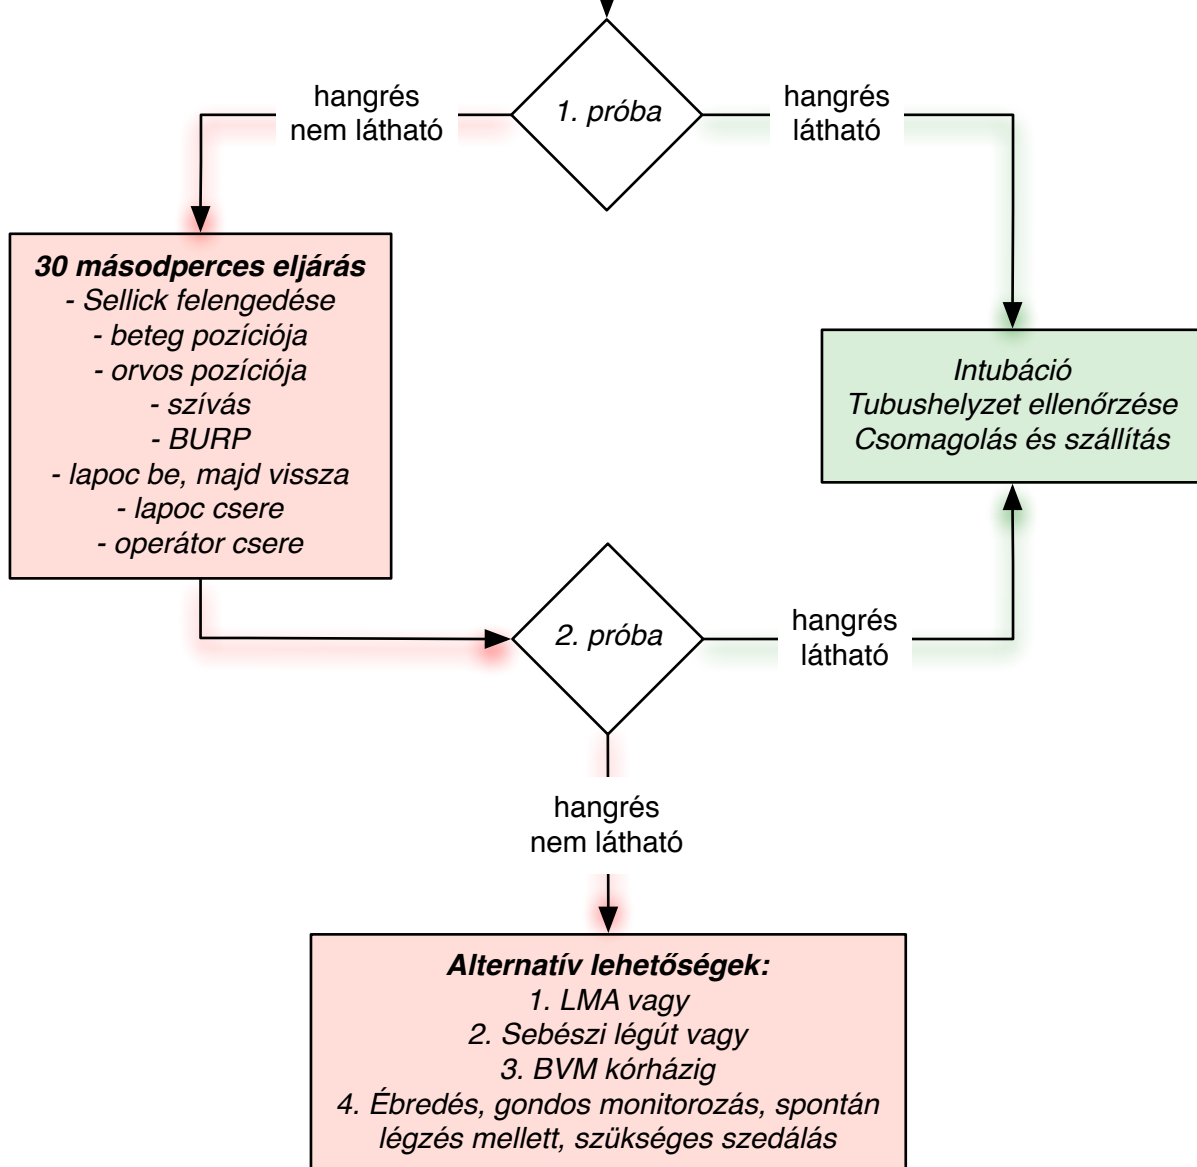 1. próba
hangrés
nem látható
hangrés
látható
30 másodperces eljárás
- Sellick felengedése
- beteg pozíciója
- orvos pozíciója
- szívás
- BURP
- lapoc be, majd vissza
- lapoc csere
- operátor csere
Intubáció
Tubushelyzet ellenőrzése
Csomagolás és szállítás
2. próba
hangrés
látható
hangrés
nem látható
Alternatív lehetőségek:
1. LMA vagy
2. Sebészi légút vagy
3. BVM kórházig
4. Ébredés, gondos monitorozás, spontán
légzés mellett, szükséges szedálás